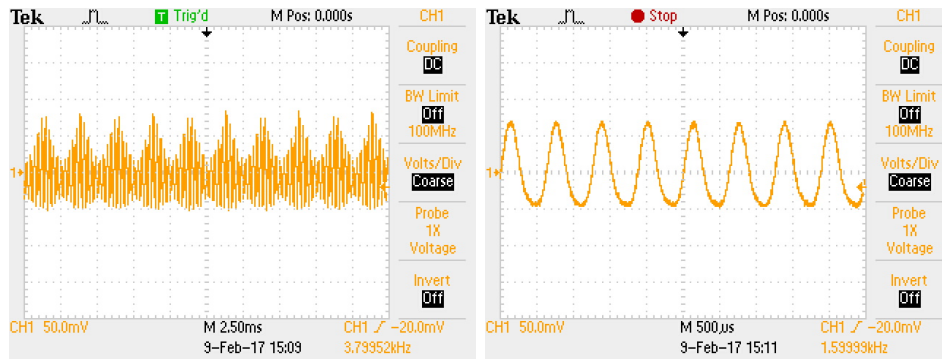 Tek T Trig'd M Pos: 0.000s CH1
Coupling
DC
BW Limit
Off
100MHz
Volts/Div
Coarse
Probe
1X
Voltage
Invert
Off
1
CH1 50.0mV M 2.50ms CH1 -20.0mV
9-Feb-17 15:09 3.79952kHz
Tek Stop M Pos: 0.000s CH1
Coupling
DC
BW Limit
Off
100MHz
Volts/Div
Coarse
Probe
1X
Voltage
Invert
Off
1
CH1 50.0mV M 500µs CH1 -20.0mV
9-Feb-17 15:11 1.59999kHz